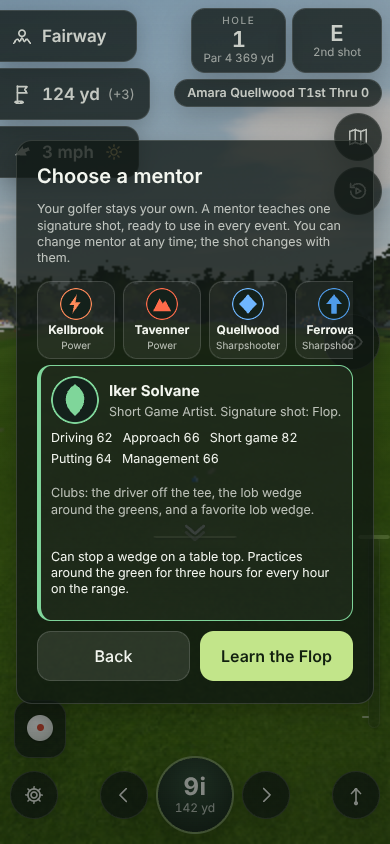 Fairway
HOLE
1
Par 4 369 yd
E
2nd shot
124 yd (+3)
Amara Quellwood T1st Thru 0
3 mph
Choose a mentor
Your golfer stays your own. A mentor teaches one
signature shot, ready to use in every event. You can
change mentor at any time; the shot changes with
them.
Kellbrook
Power
Tavenner
Power
Quellwood
Sharpshooter
Ferrowa
Sharpshoo
Iker Solvane
Short Game Artist. Signature shot: Flop.
Driving 62 Approach 66 Short game 82
Putting 64 Management 66
Clubs: the driver off the tee, the lob wedge
around the greens, and a favorite lob wedge.
Can stop a wedge on a table top. Practices
around the green for three hours for every hour
on the range.
Back
Learn the Flop
9i
142 yd